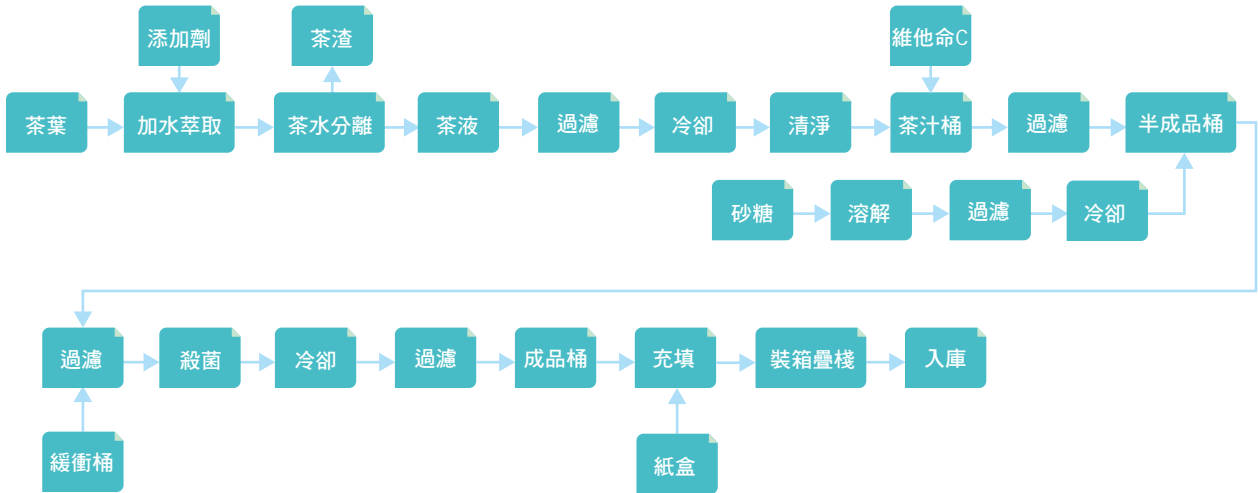 添加劑
茶渣
維他命C
茶葉
加水萃取
茶水分離
茶液
過濾
冷卻
清淨
茶汁桶
過濾
半成品桶
砂糖
溶解
過濾
冷卻
過濾
殺菌
冷卻
過濾
成品桶
充填
裝箱疊棧
入庫
緩衝桶
紙盒